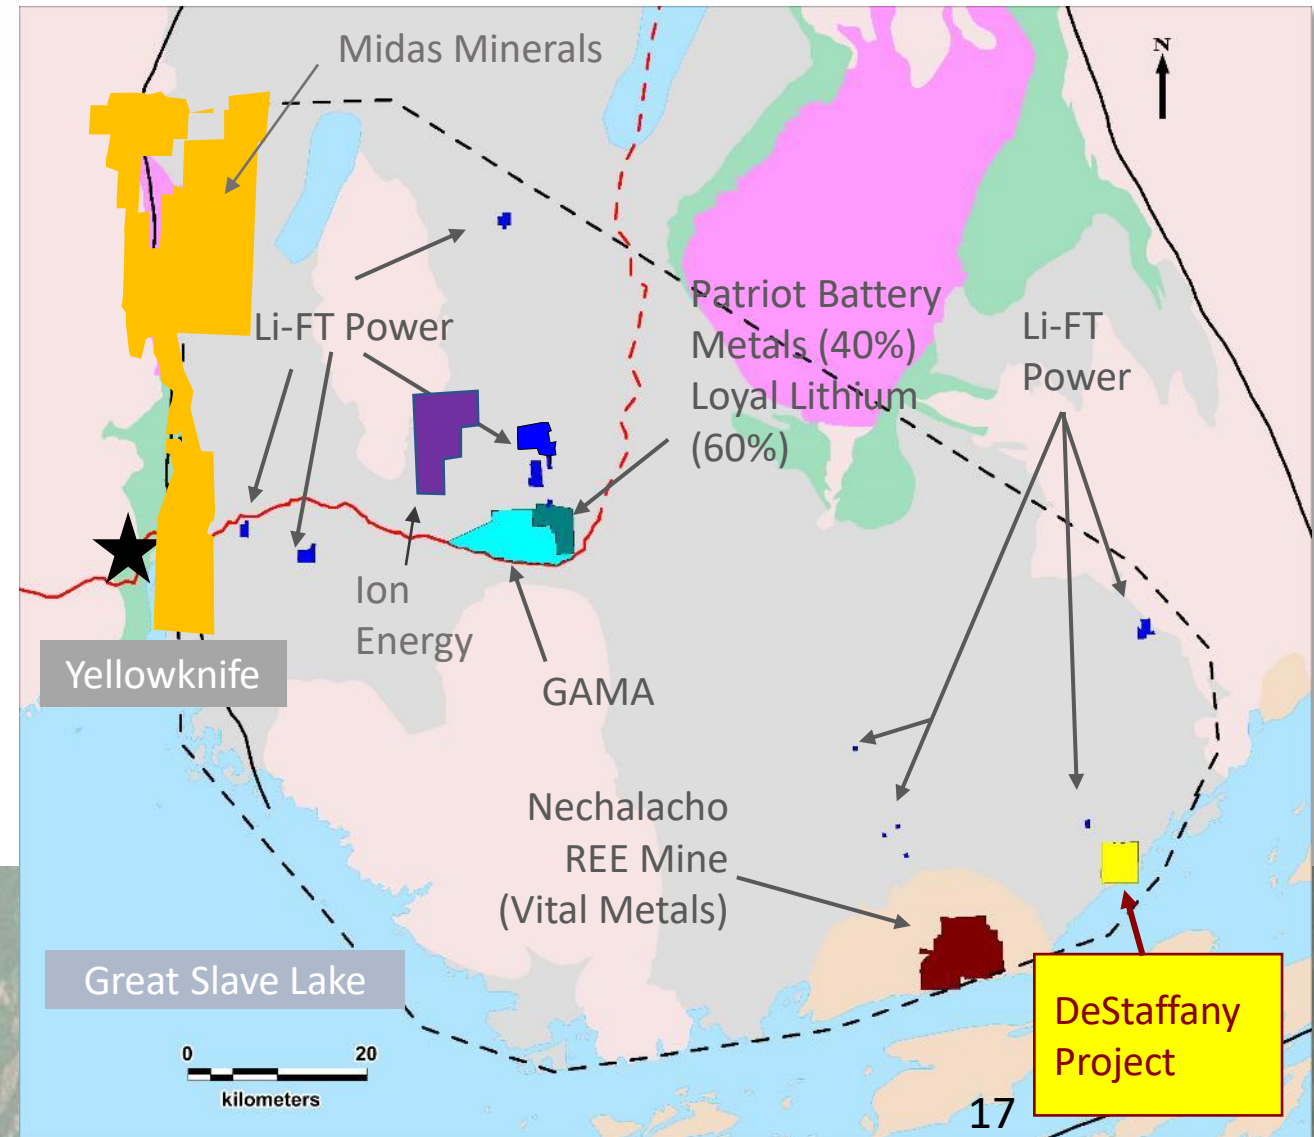 Midas Minerals
N
Li-FT Power
Patriot Battery
Metals (40%)
Loyal Lithium
(60%)
Li-FT
Power
Ion
Energy
Yellowknife
GAMA
Nechalacho
REE Mine
(Vital Metals)
Great Slave Lake
DeStaffany
Project
0 20
kilometers
17